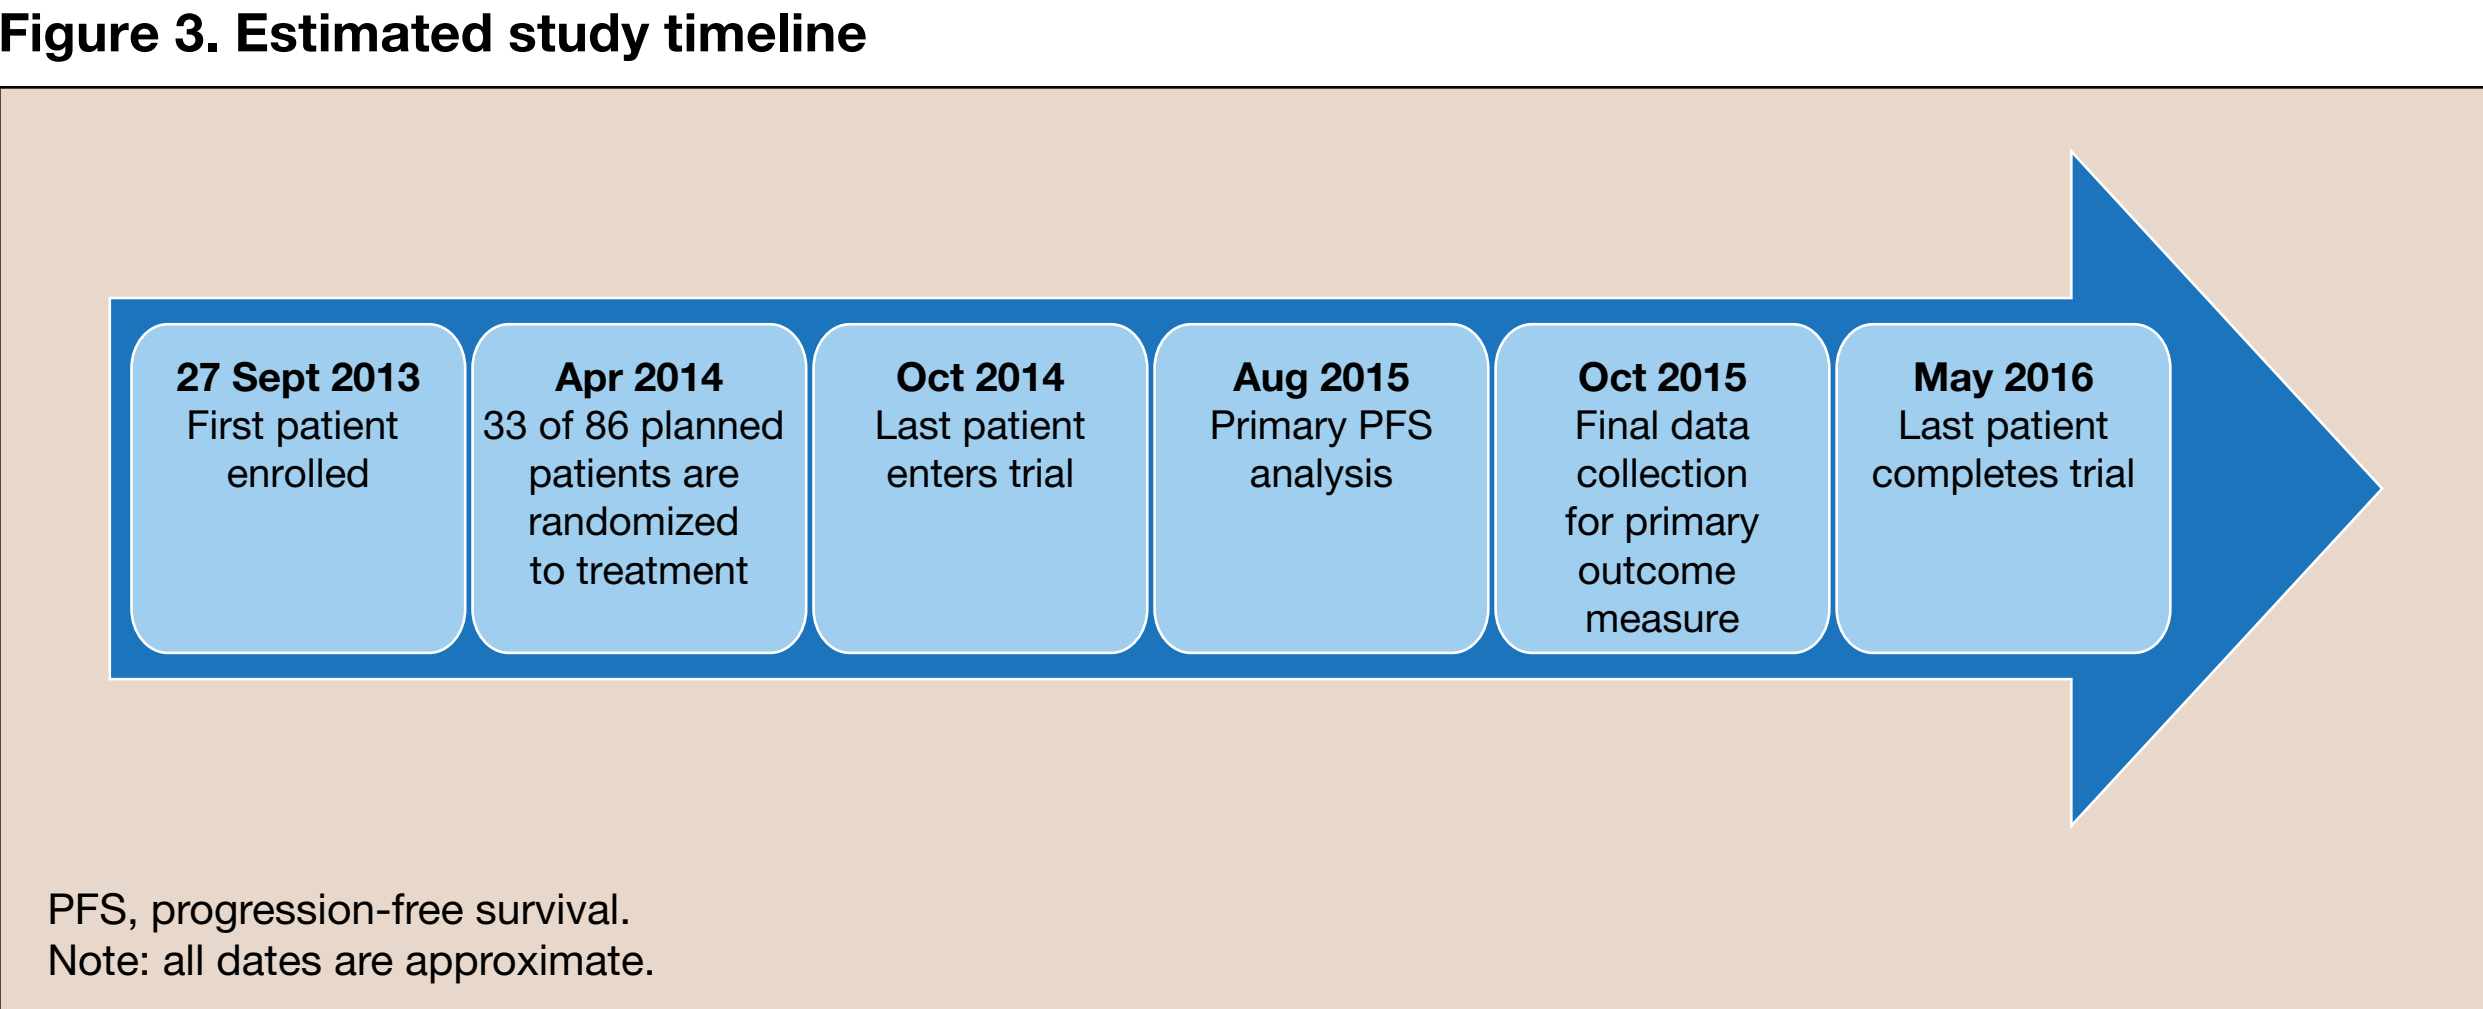 Figure 3. Estimated study timeline
27 Sept 2013
First patient
enrolled
Apr 2014
33 of 86 planned
patients are
randomized
to treatment
Oct 2014
Last patient
enters trial
Aug 2015
Primary PFS
analysis
Oct 2015
Final data
collection
for primary
outcome
measure
May 2016
Last patient
completes trial
PFS, progression-free survival.
Note: all dates are approximate.